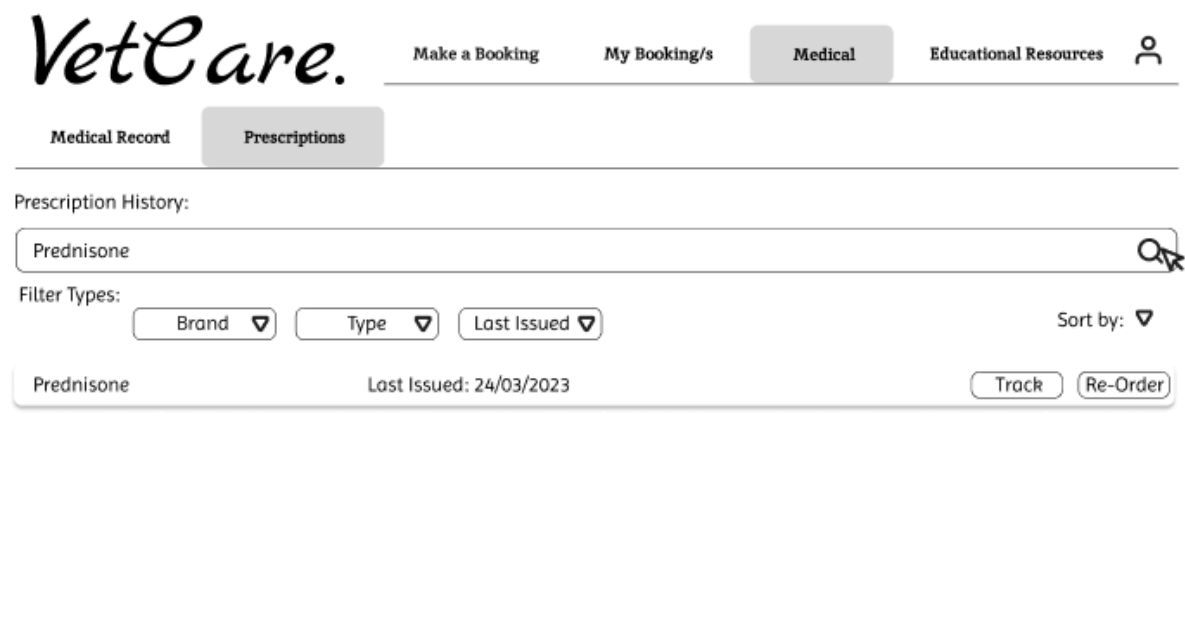 VetCare.
Make a Booking My Booking/s Medical Educational Resources
Medical Record Prescriptions
Prescription History:
Prednisone
Filter Types:
Brand Type Last Issued Sort by:
Prednisone Last Issued: 24/03/2023 Track Re-Order